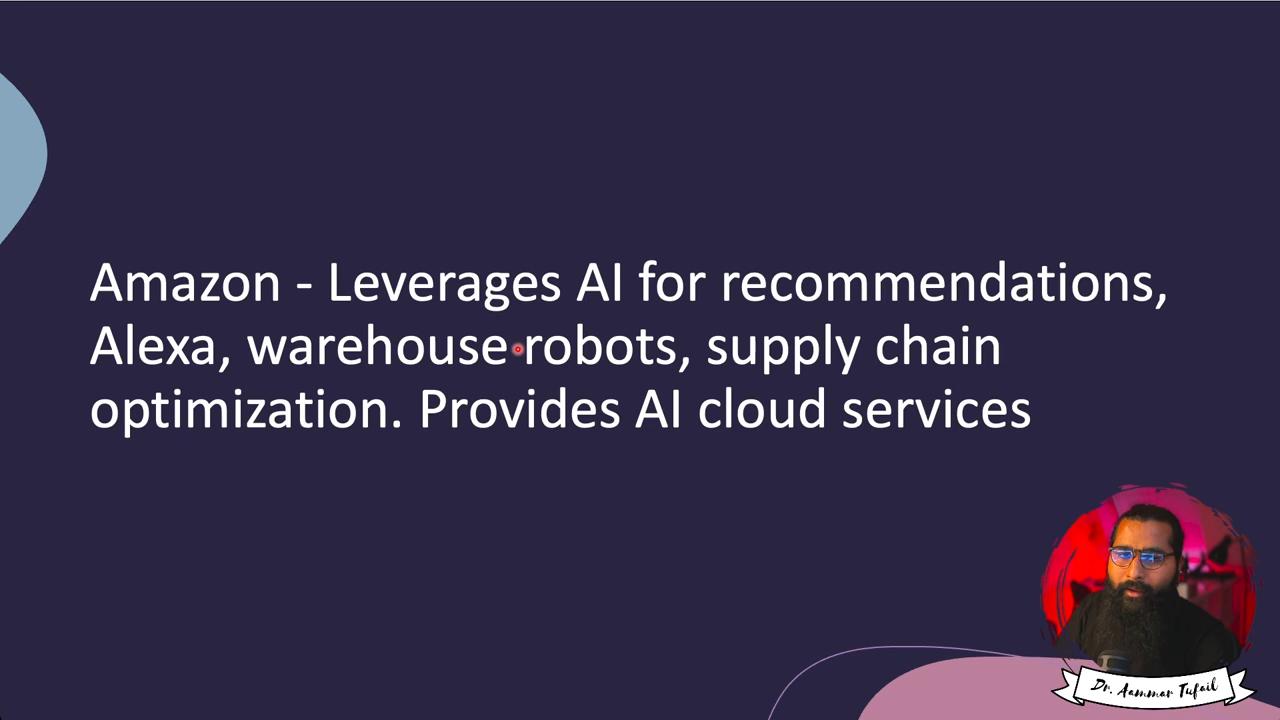 Amazon - Leverages AI for recommendations,
Alexa, warehouse robots, supply chain
optimization. Provides AI cloud services
Dr. Aammar Tufail